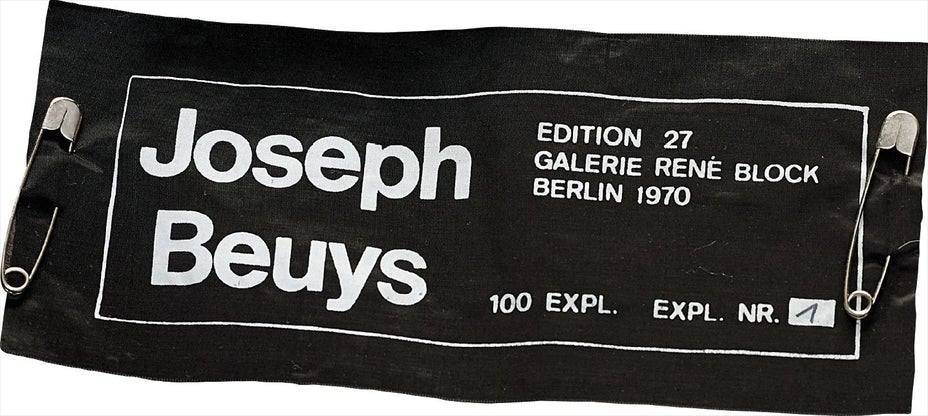 Joseph
Beuys
EDITION 27
GALERIE RENÉ BLOCK
BERLIN 1970
100 EXPL. EXPL. NR. 1